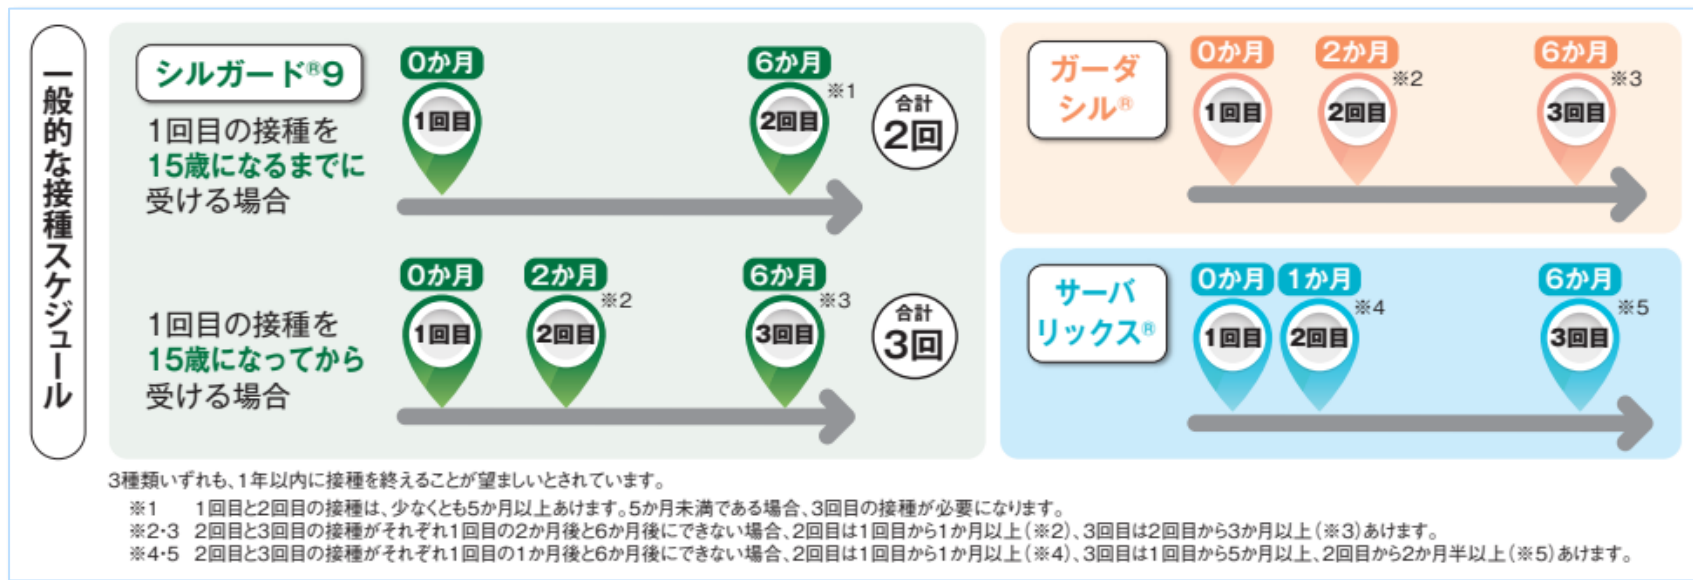 一般的な接種スケジュール
シルガード®9
1回目の接種を
15歳になるまでに
受ける場合
0か月
1回目
6か月
※1
2回目
合計
2回
1回目の接種を
15歳になってから
受ける場合
0か月
1回目
2か月
※2
2回目
6か月
※3
3回目
合計
3回
ガーダ
シル®
0か月
1回目
2か月
※2
2回目
6か月
※3
3回目
サーバ
リックス®
0か月
1回目
1か月
※4
2回目
6か月
※5
3回目
3種類いずれも、1年以内に接種を終えることが望ましいとされています。
※1 1回目と2回目の接種は、少なくとも5か月以上あけます。5か月未満である場合、3回目の接種が必要になります。
※2・3 2回目と3回目の接種がそれぞれ1回目の2か月後と6か月後にできない場合、2回目は1回目から1か月以上(※2)、3回目は2回目から3か月以上(※3)あけます。
※4・5 2回目と3回目の接種がそれぞれ1回目の1か月後と6か月後にできない場合、2回目は1回目から1か月以上(※4)、3回目は1回目から5か月以上、2回目から2か月半以上(※5)あけます。